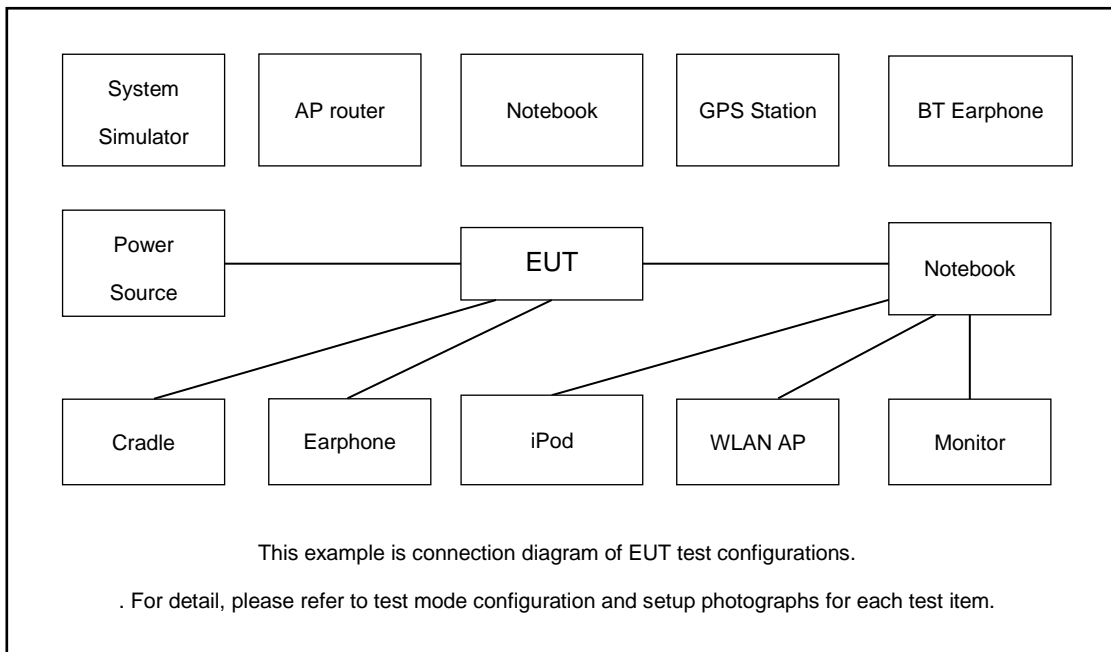 System
Simulator
AP router
Notebook
GPS Station
BT Earphone
Power
Source
EUT
Notebook
Cradle
Earphone
iPod
WLAN AP
Monitor
This example is connection diagram of EUT test configurations.
. For detail, please refer to test mode configuration and setup photographs for each test item.